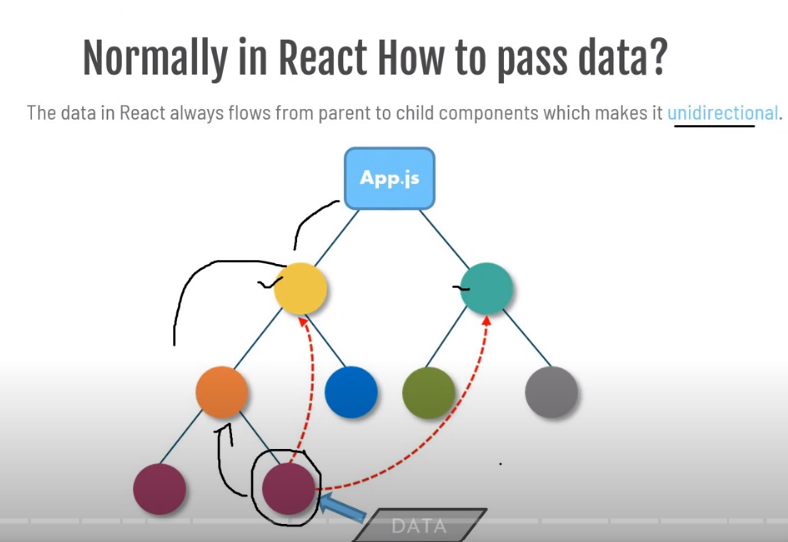 Normally in React How to pass data?
The data in React always flows from parent to child components which makes it unidirectional.
App.js
DATA